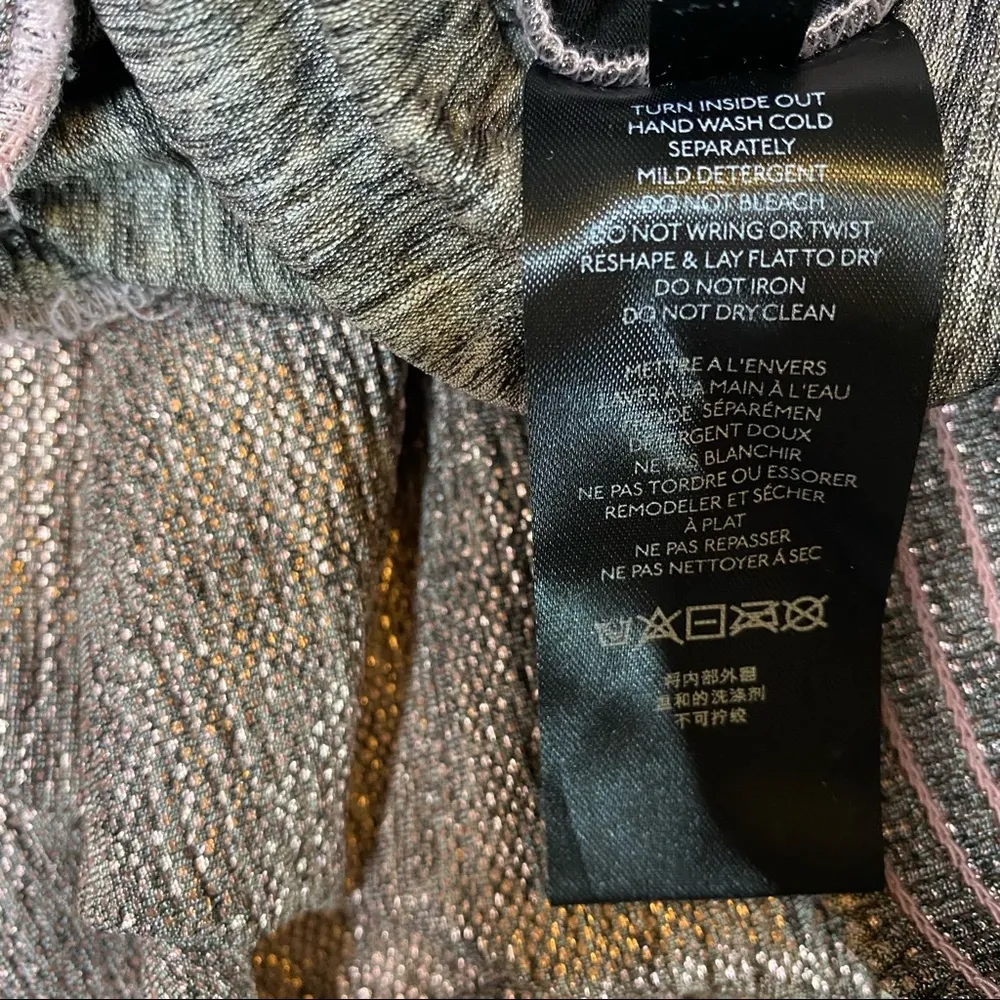 TURN INSIDE OUT
HAND WASH COLD
SEPARATELY
MILD DETERGENT
DO NOT BLEACH
DO NOT WRING OR TWIST
RESHAPE & LAY FLAT TO DRY
DO NOT IRON
DO NOT DRY CLEAN
METTRE A L'ENVERS
LAVER À LA MAIN À L'EAU
SÉPARÉMEN
DETERGENT DOUX
NE PAS BLANCHIR
NE PAS TORDRE OU ESSORER
REMODELER ET SÉCHER
À PLAT
NE PAS REPASSER
NE PAS NETTOYER Á SEC
将内部外翻
温和的洗涤剂
不可拧绞